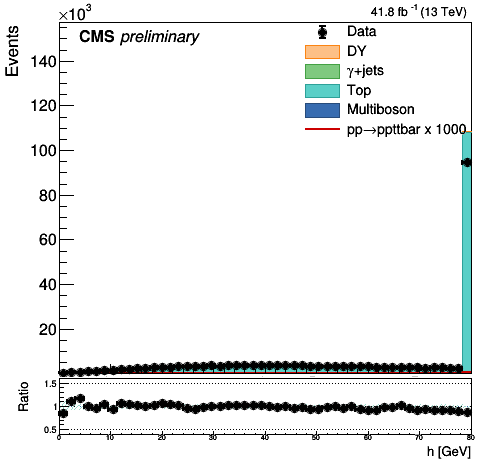 ×10³
41.8 fb⁻¹ (13 TeV)
Events
CMS preliminary
Data
DY
γ+jets
Top
Multiboson
pp→ppttbar x 1000
140
120
100
80
60
40
20
Ratio
1.5
1
0.5
0 10 20 30 40 50 60 70 80
h [GeV]